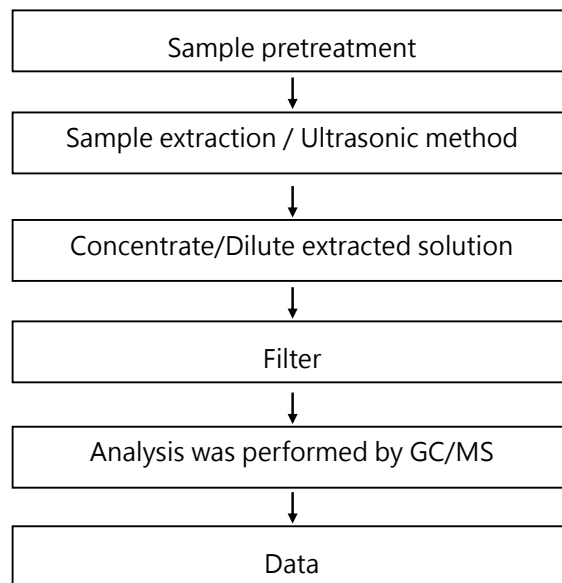 Sample pretreatment
Sample extraction / Ultrasonic method
Concentrate/Dilute extracted solution
Filter
Analysis was performed by GC/MS
Data